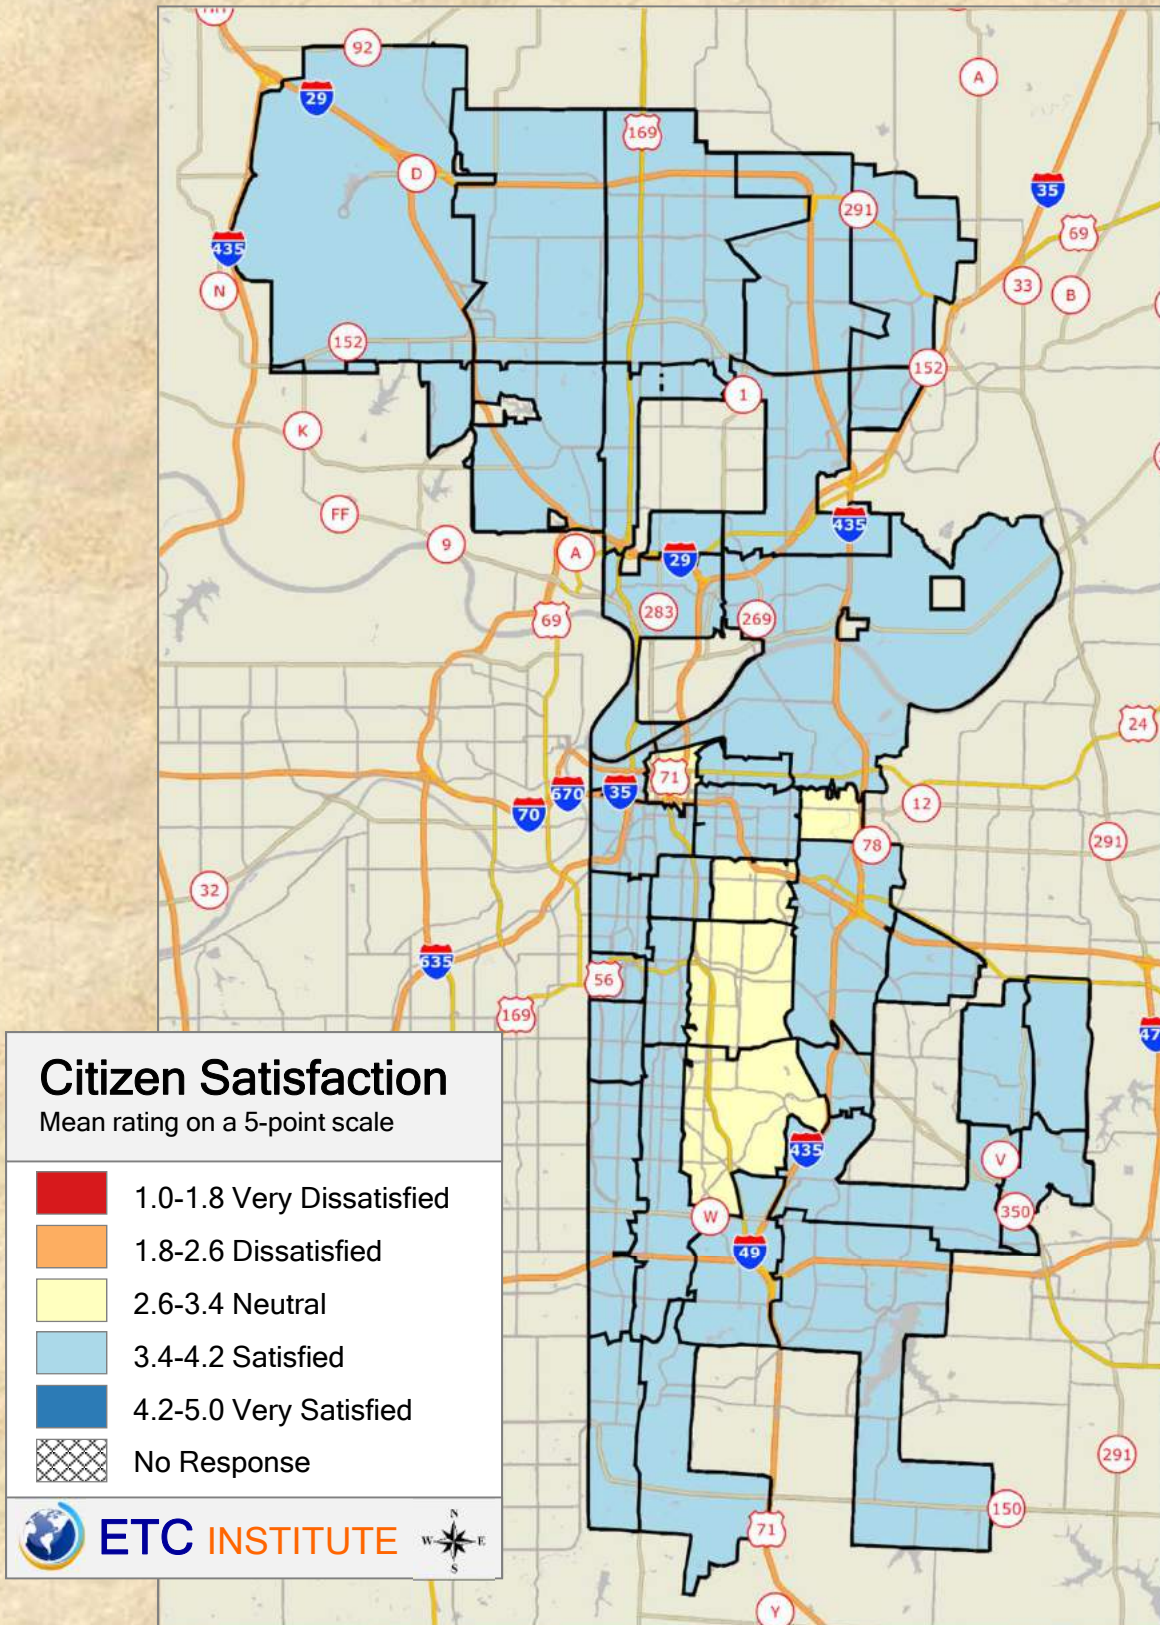 92
A
29
169
D
291
35
435
69
N
33
B
152
152
1
K
FF
435
9
A
29
283
269
69
24
71
670
35
70
12
78
291
32
635
56
169
47
Citizen Satisfaction
Mean rating on a 5-point scale
435
V
350
W
49
1.0-1.8 Very Dissatisfied
1.8-2.6 Dissatisfied
2.6-3.4 Neutral
3.4-4.2 Satisfied
4.2-5.0 Very Satisfied
No Response
291
150
71
ETC INSTITUTE
N
W E
S
Y